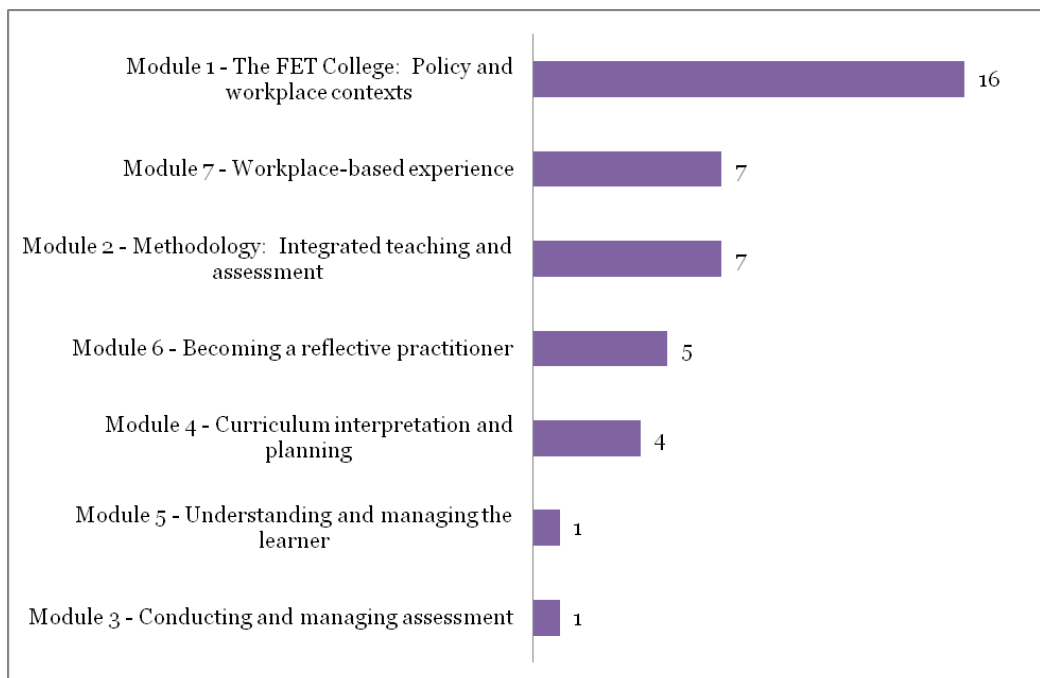 Module 1 - The FET College:  Policy and
workplace contexts
16
Module 7 - Workplace-based experience
7
Module 2 - Methodology:  Integrated teaching and
assessment
7
Module 6 - Becoming a reflective practitioner
5
Module 4 - Curriculum interpretation and
planning
4
Module 5 - Understanding and managing the
learner
1
Module 3 - Conducting and managing assessment
1